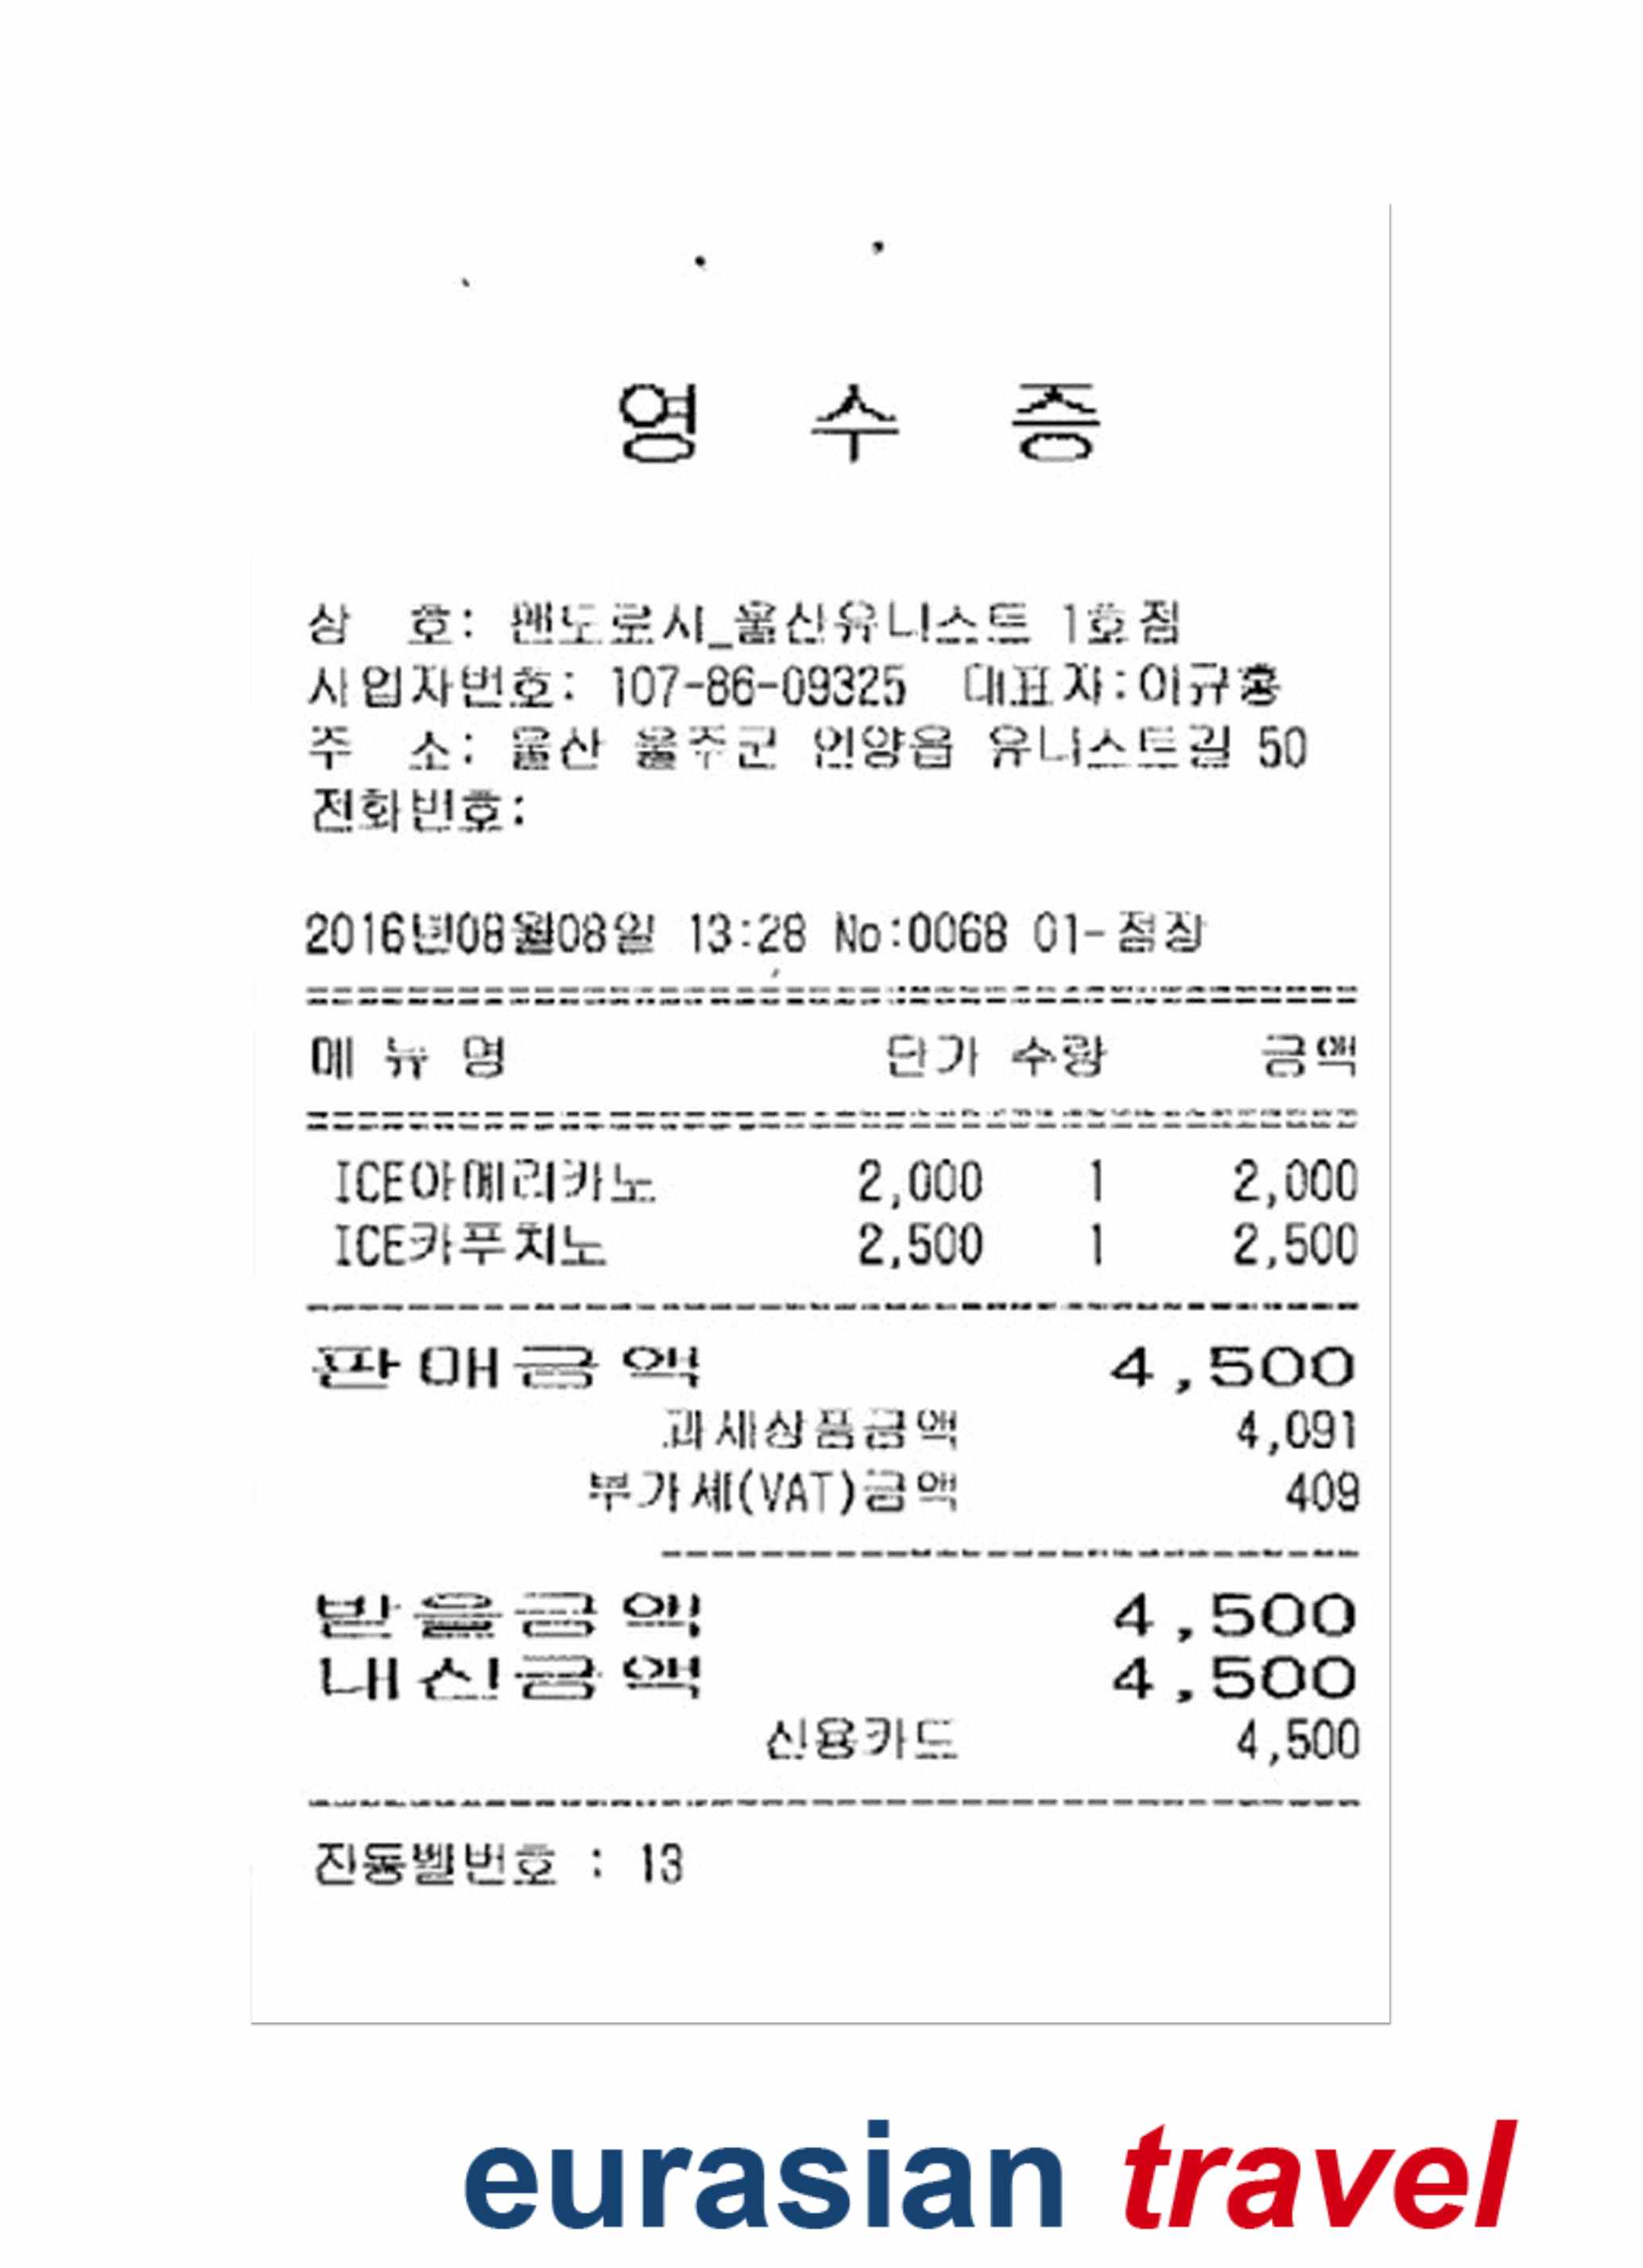 영 수 증
상 호: 팬도로시_울산유니스트 1호점
사업자번호: 107-86-09325 대표자:이규홍
주 소: 울산 울주군 언양읍 유니스트길 50
전화번호:
2016년08월08일 13:28 No:0068 01-점장
메 뉴 명 단가 수량 금액
ICE아메리카노 2,000 1 2,000
ICE카푸치노 2,500 1 2,500
판매금액 4,500
과세상품금액 4,091
부가세(VAT)금액 409
받을금액 4,500
내신금액 4,500
신용카드 4,500
진동벨번호 : 13
eurasian travel